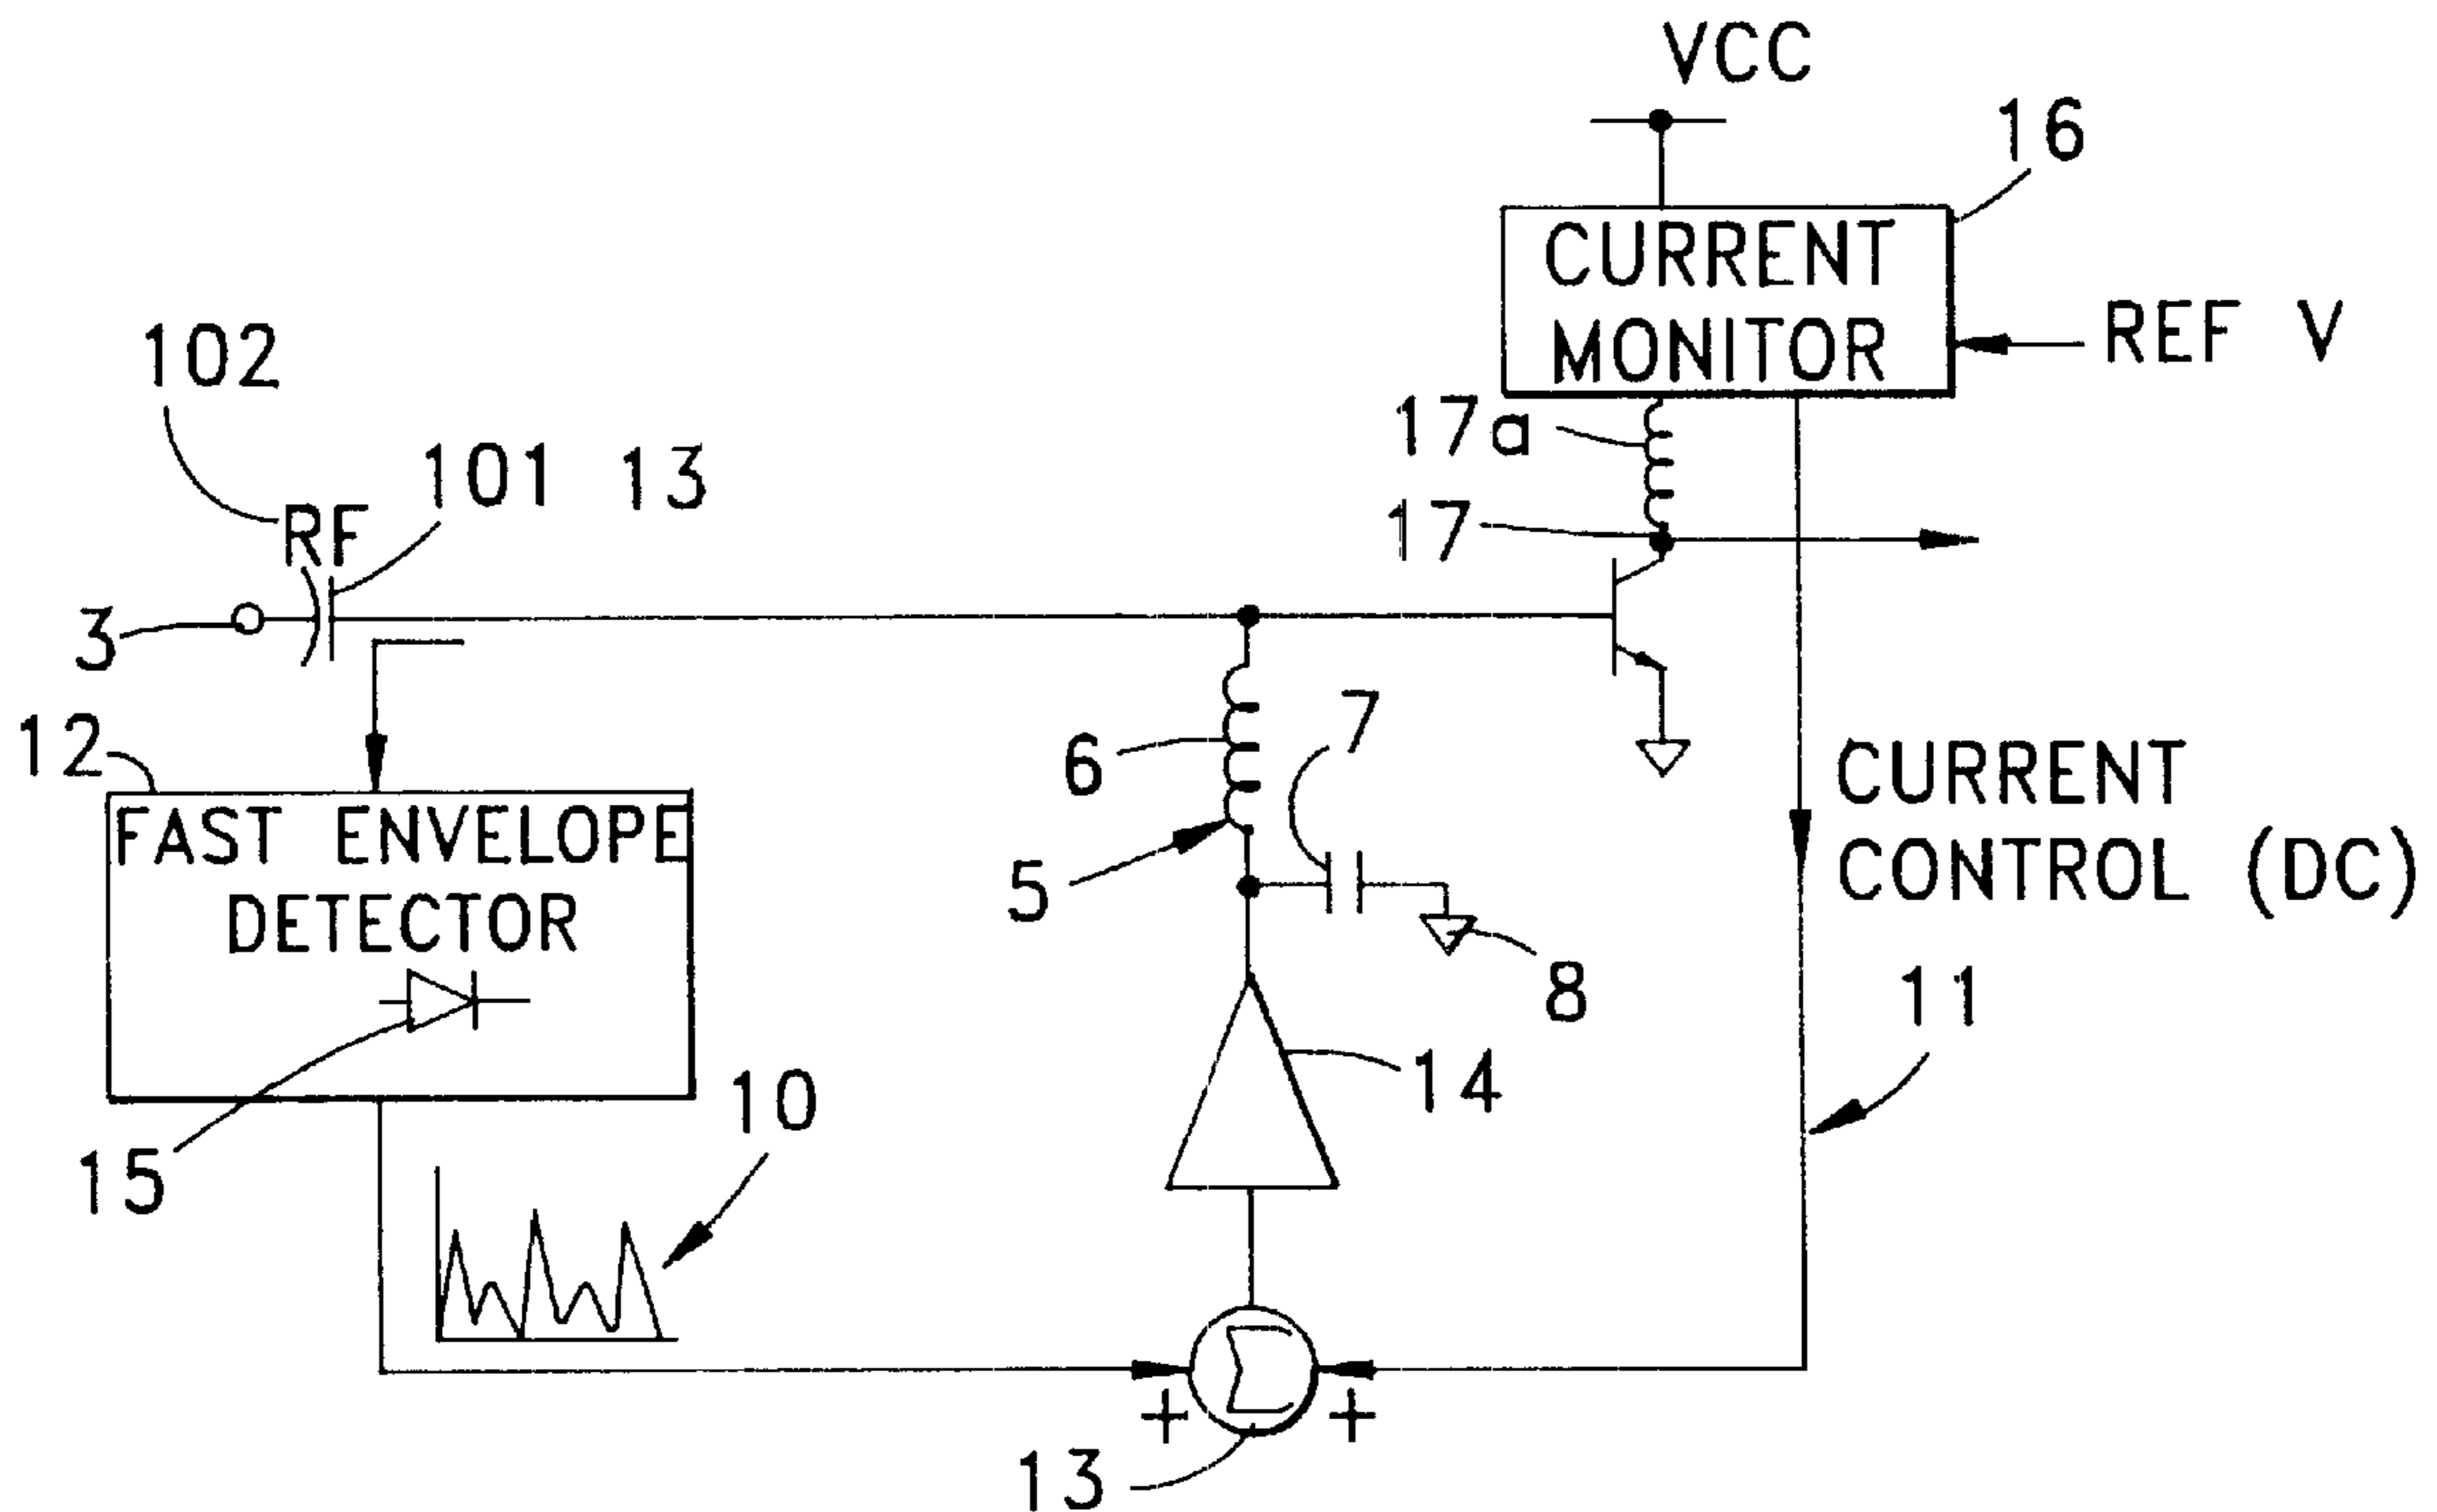 VCC
16
CURRENT
MONITOR
REF V
102
17a
101 13
17
RF
3
12
6
7
FAST ENVELOPE
DETECTOR
CURRENT
CONTROL (DC)
5
8
11
14
10
15
+ +
13